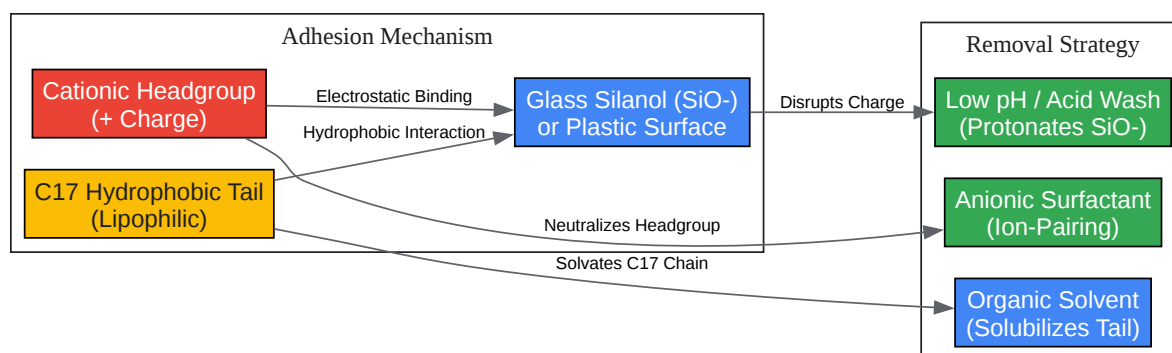 Adhesion Mechanism
Removal Strategy
Cationic Headgroup
(+ Charge)
Electrostatic Binding
Hydrophobic Interaction
Glass Silanol (SiO-)
or Plastic Surface
Disrupts Charge
Low pH / Acid Wash
(Protonates SiO-)
C17 Hydrophobic Tail
(Lipophilic)
Neutralizes Headgroup
Anionic Surfactant
(Ion-Pairing)
Solvates C17 Chain
Organic Solvent
(Solubilizes Tail)